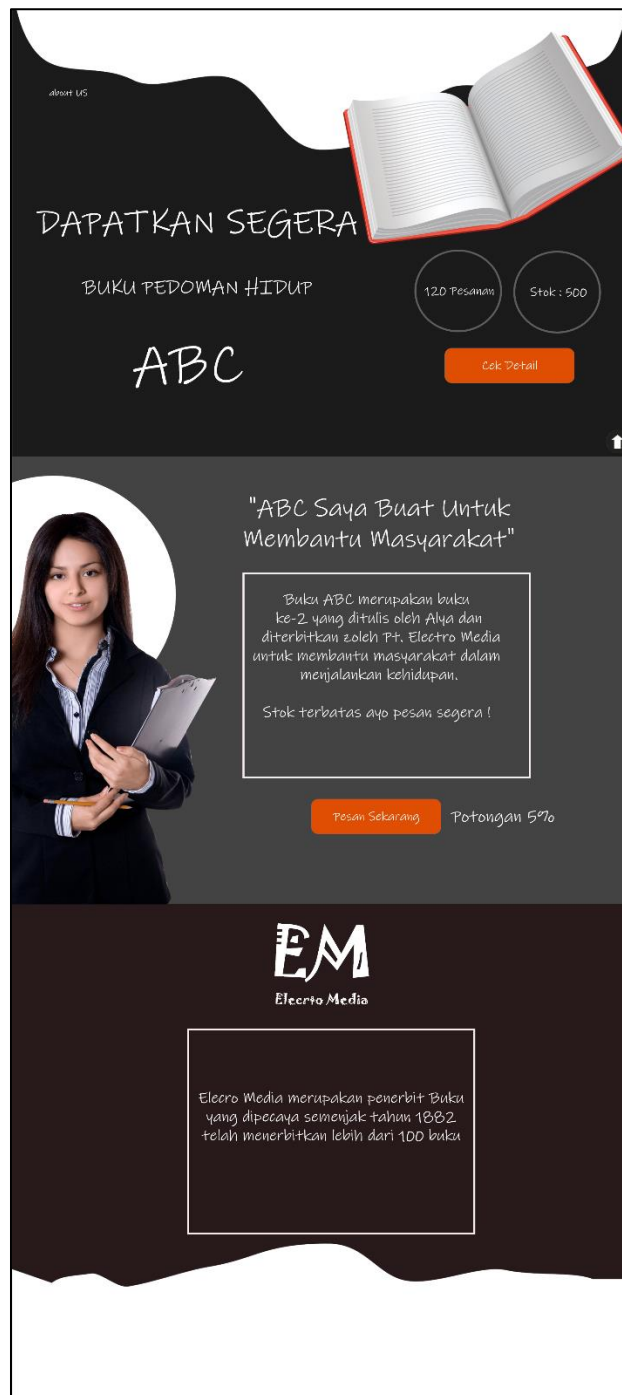 about US
DAPATKAN SEGERA
BUKU PEDOMAN HIDUP
ABC
120 Pesanan
Stok : 500
Cek Detail
"ABC Saya Buat Untuk
Membantu Masyarakat"
Buku ABC merupakan buku
ke-2 yang ditulis oleh Alya dan
diterbitkan zoleh Pt. Electro Media
untuk membantu masyarakat dalam
menjalankan kehidupan.
Stok terbatas ayo pesan segera !
Pesan Sekarang
Potongan 5%
EM
Elecrto Media
Elecro Media merupakan penerbit Buku
yang dipecaya semenjak tahun 1882
telah menerbitkan lebih dari 100 buku